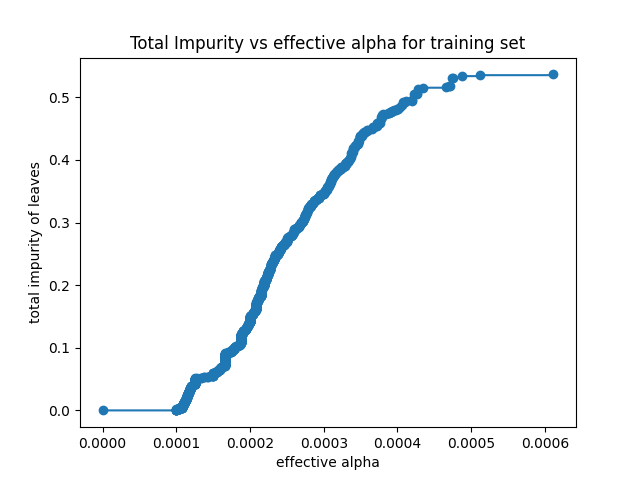 Total Impurity vs effective alpha for training set
total impurity of leaves
0.5
0.4
0.3
0.2
0.1
0.0
0.0000 0.0001 0.0002 0.0003 0.0004 0.0005 0.0006
effective alpha